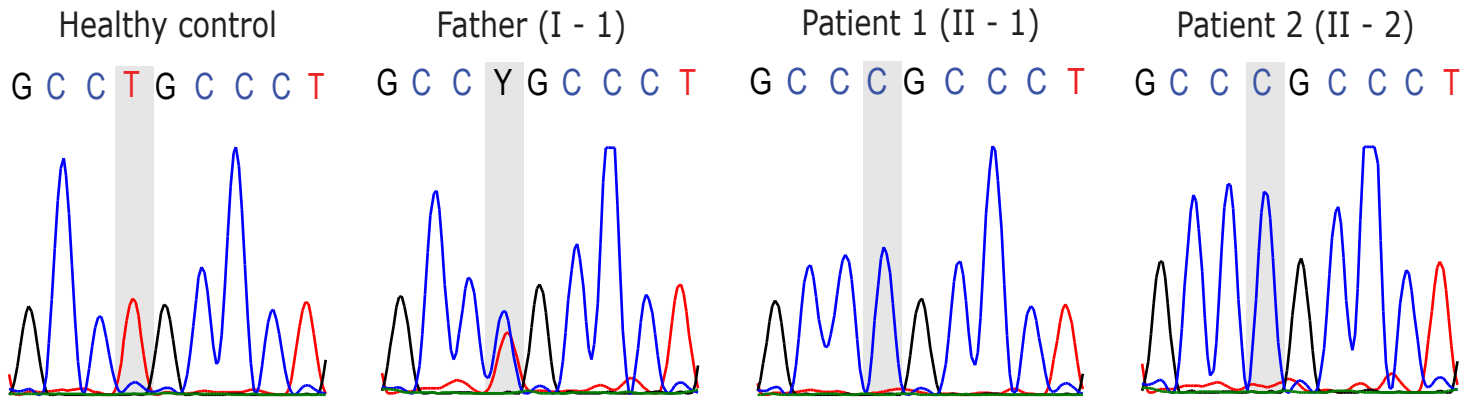 Healthy control
G C C T G C C C T
Father (I - 1)
G C C Y G C C C T
Patient 1 (II - 1)
G C C C G C C C T
Patient 2 (II - 2)
G C C C G C C C T